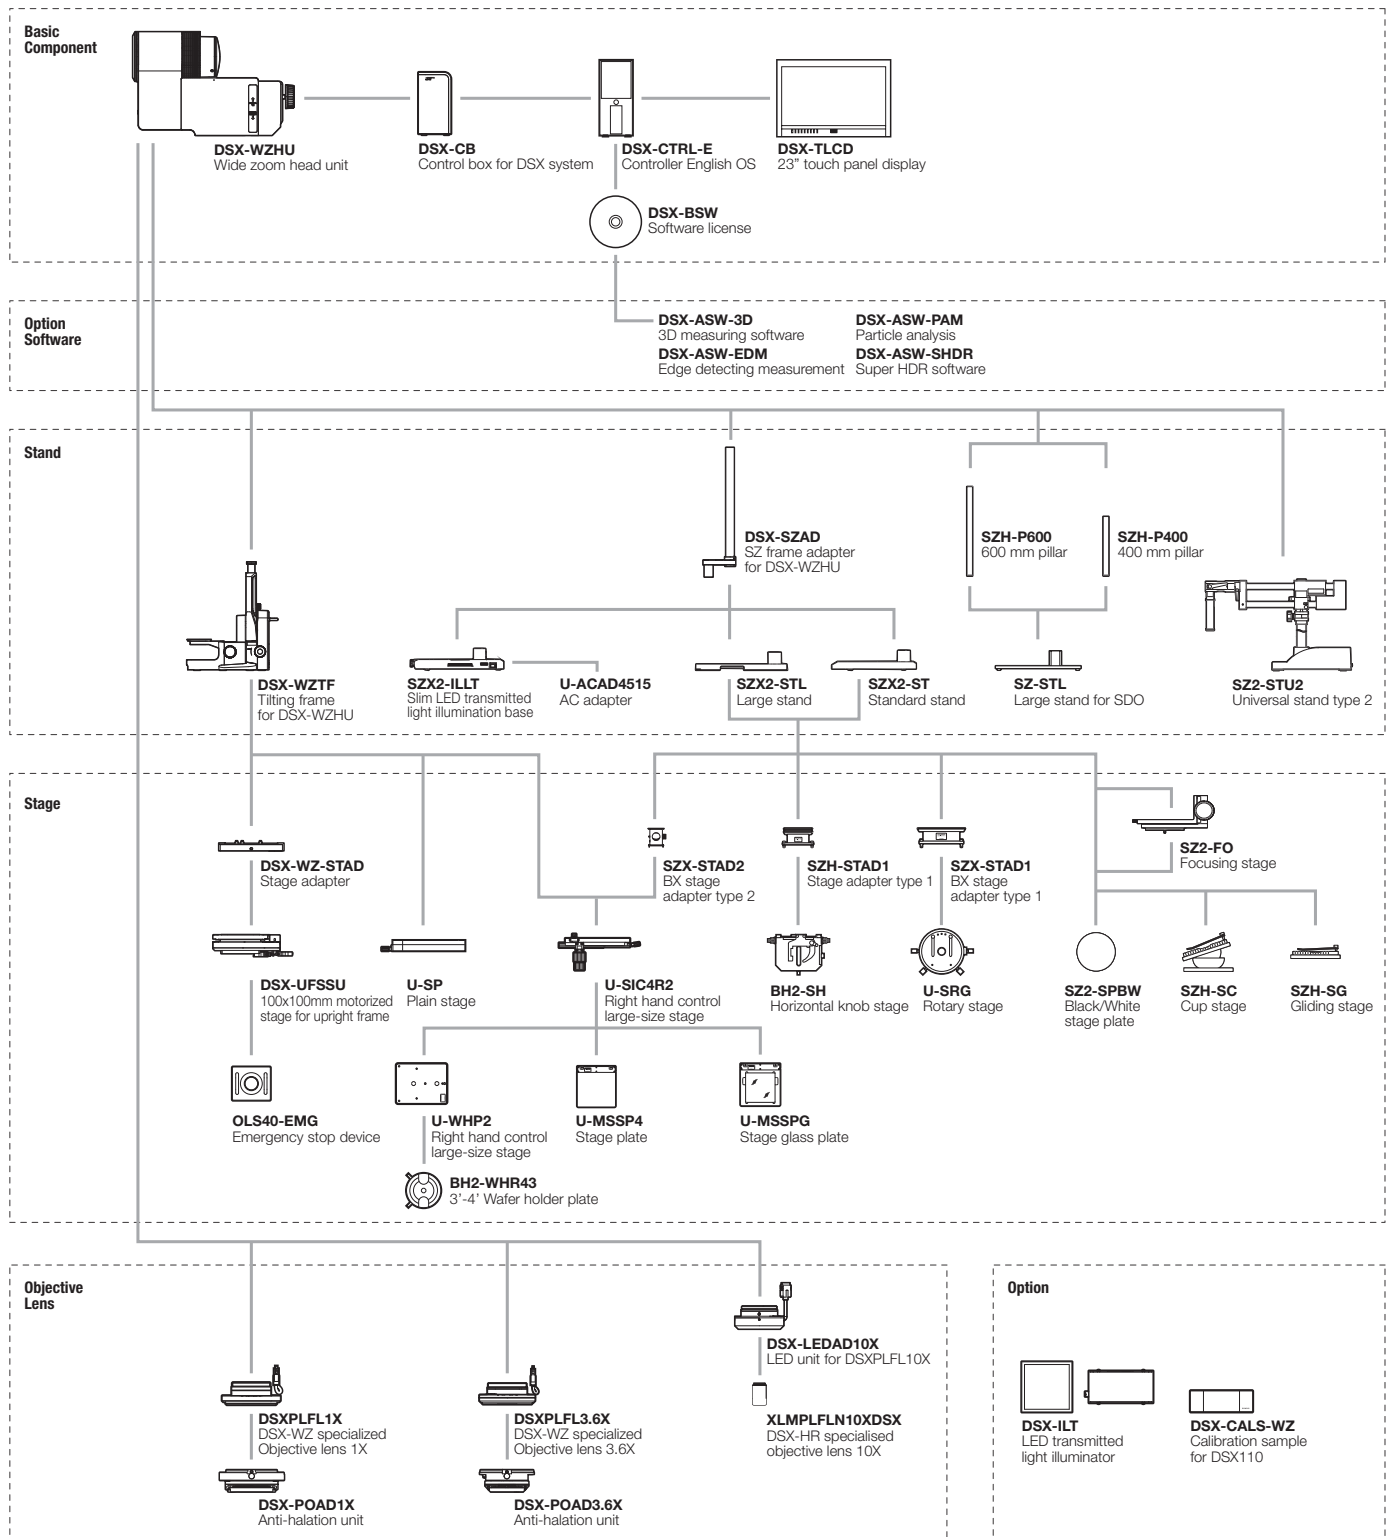 Basic
Component
DSX-WZHU
Wide zoom head unit
DSX-CB
Control box for DSX system
DSX-CTRL-E
Controller English OS
DSX-TLCD
23" touch panel display
DSX-BSW
Software license
Option
Software
DSX-ASW-3D
3D measuring software
DSX-ASW-PAM
Particle analysis
DSX-ASW-EDM
Edge detecting measurement
DSX-ASW-SHDR
Super HDR software
Stand
DSX-SZAD
SZ frame adapter
for DSX-WZHU
SZH-P600
600 mm pillar
SZH-P400
400 mm pillar
DSX-WZTF
Tilting frame
for DSX-WZHU
SZX2-ILLT
Slim LED transmitted
light illumination base
U-ACAD4515
AC adapter
SZX2-STL
Large stand
SZX2-ST
Standard stand
SZ-STL
Large stand for SDO
SZ2-STU2
Universal stand type 2
Stage
DSX-WZ-STAD
Stage adapter
SZX-STAD2
BX stage
adapter type 2
SZH-STAD1
Stage adapter type 1
SZX-STAD1
BX stage
adapter type 1
SZ2-FO
Focusing stage
DSX-UFSSU
100x100mm motorized
stage for upright frame
U-SP
Plain stage
U-SIC4R2
Right hand control
large-size stage
BH2-SH
Horizontal knob stage
U-SRG
Rotary stage
SZ2-SPBW
Black/White
stage plate
SZH-SC
Cup stage
SZH-SG
Gliding stage
OLS40-EMG
Emergency stop device
U-WHP2
Right hand control
large-size stage
U-MSSP4
Stage plate
U-MSSPG
Stage glass plate
BH2-WHR43
3'-4' Wafer holder plate
Objective
Lens
DSX-LEDAD10X
LED unit for DSXPLFL10X
DSXPLFL1X
DSX-WZ specialized
Objective lens 1X
DSXPLFL3.6X
DSX-WZ specialized
Objective lens 3.6X
XLMPLFLN10XDSX
DSX-HR specialised
objective lens 10X
DSX-POAD1X
Anti-halation unit
DSX-POAD3.6X
Anti-halation unit
Option
DSX-ILT
LED transmitted
light illuminator
DSX-CALS-WZ
Calibration sample
for DSX110